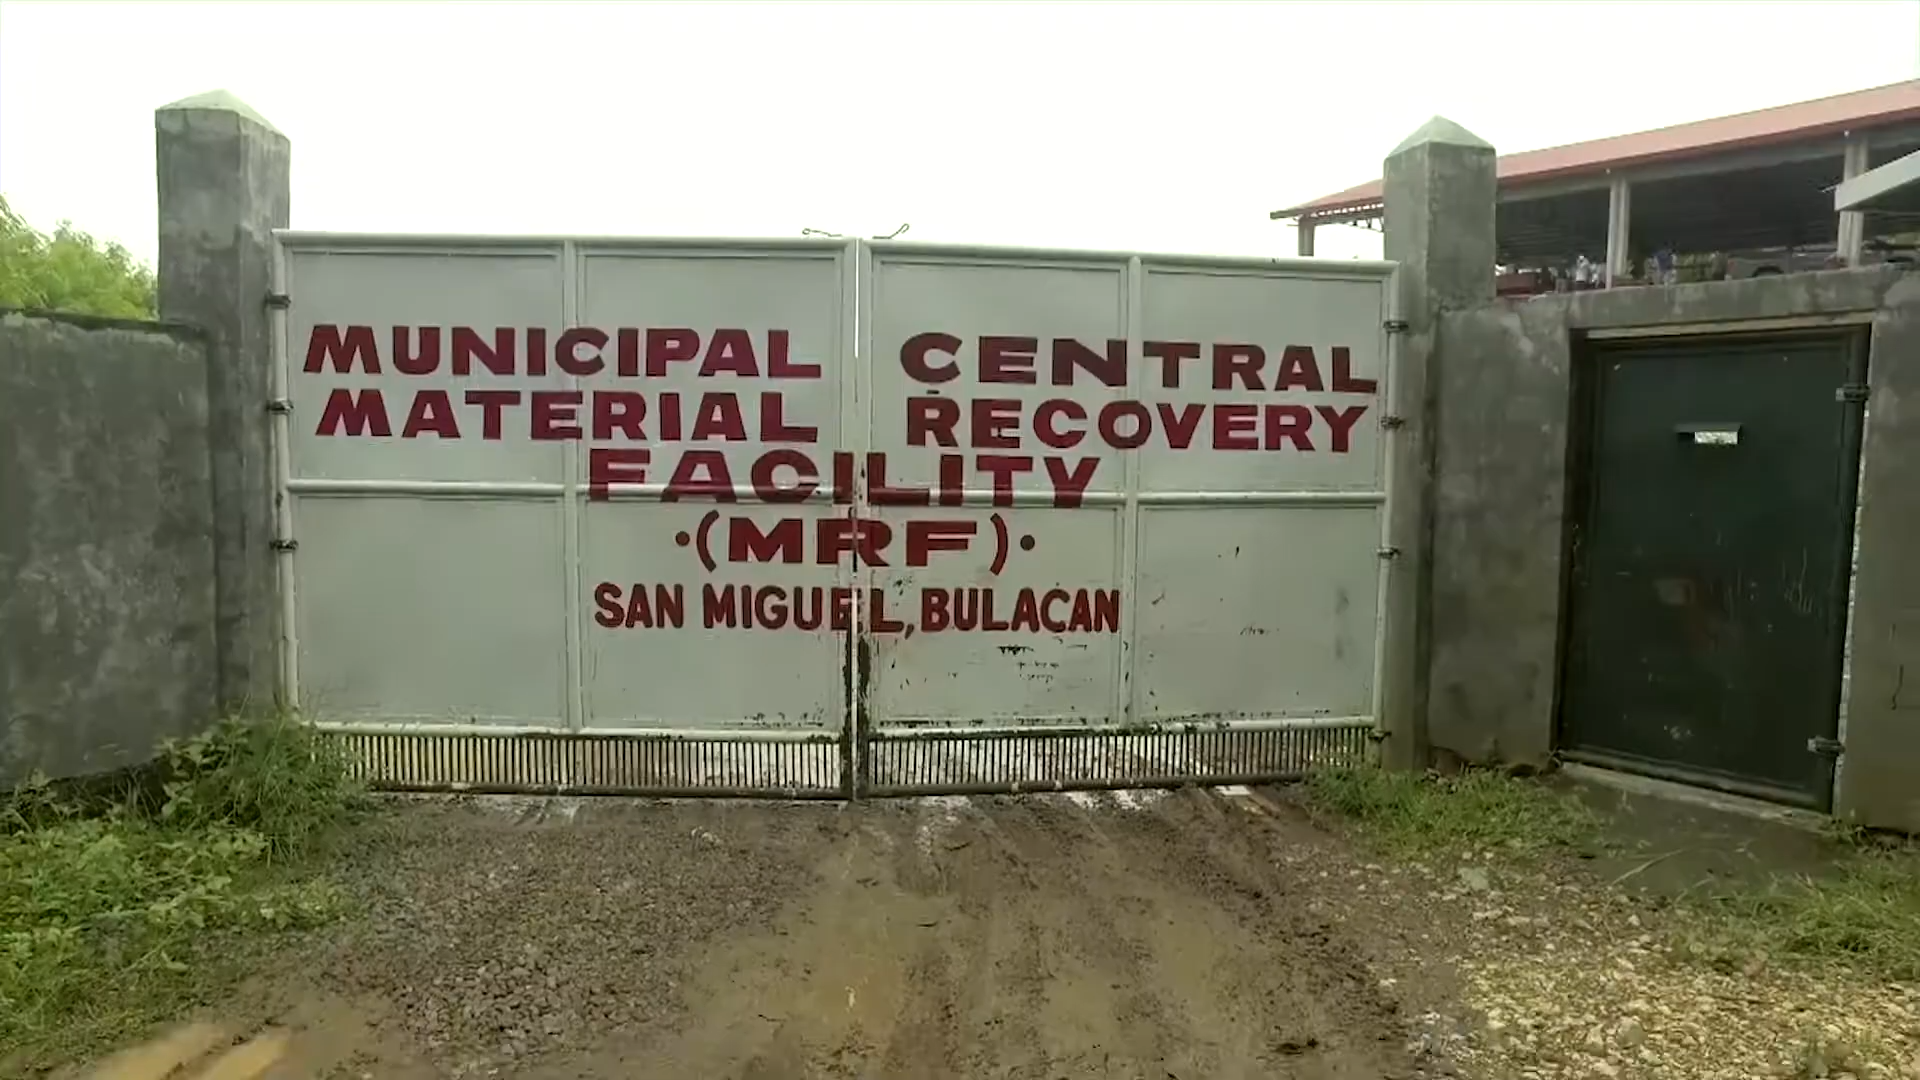 MUNICIPAL CENTRAL
MATERIAL RECOVERY
FACILITY
•(MRF)•
SAN MIGUEL, BULACAN